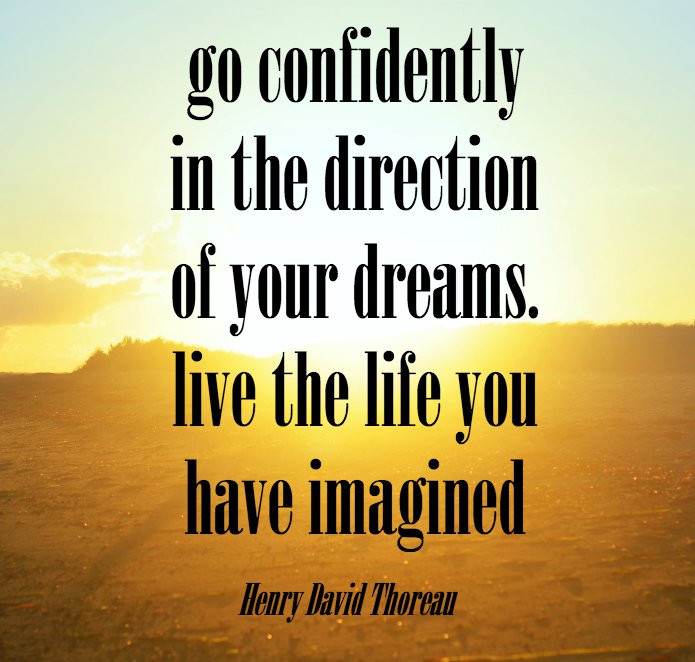 go confidently
in the direction
of your dreams.
live the life you
have imagined
Henry David Thoreau